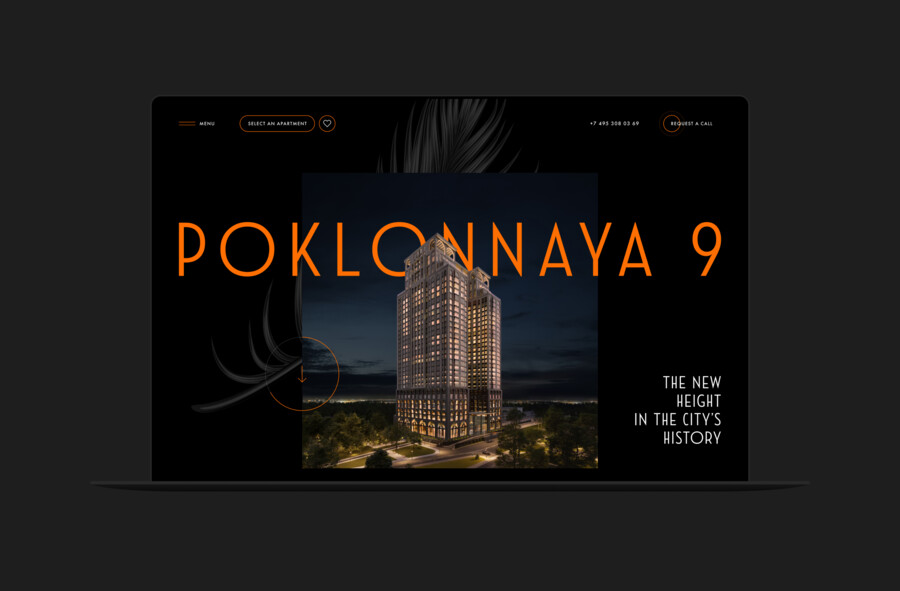 MENU
SELECT AN APARTMENT
+7 495 308 03 69
REQUEST A CALL
POKLONNAYA 9
THE NEW
HEIGHT
IN THE CITY'S
HISTORY